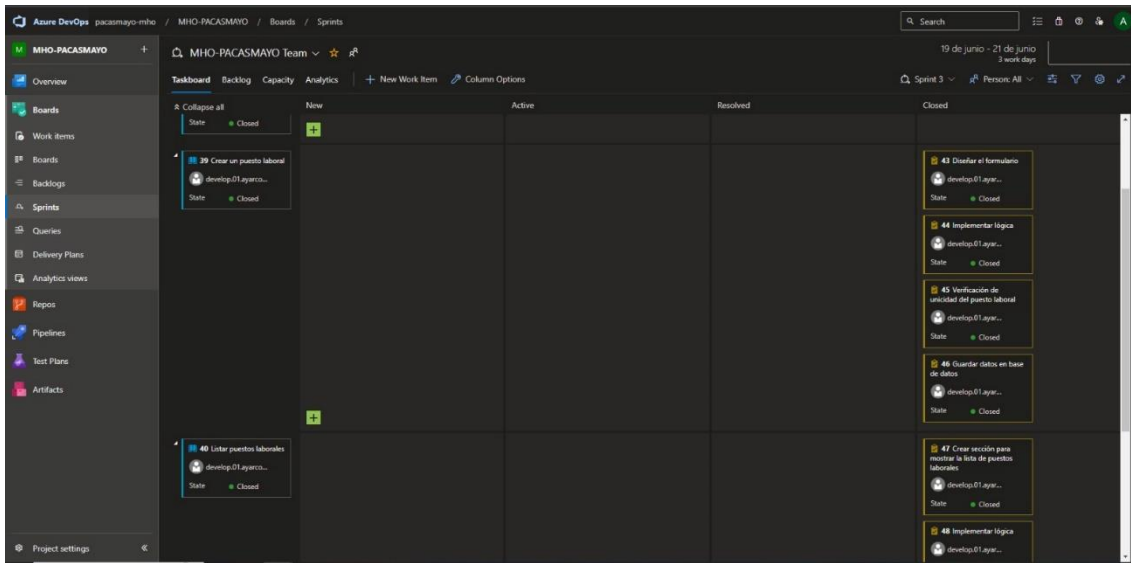 Azure DevOps pacasmayo-mho / MHO-PACASMAYO / Boards / Sprints
Search
A
M MHO-PACASMAYO +
MHO-PACASMAYO Team
19 de junio - 21 de junio
3 work days
Overview
Taskboard Backlog Capacity Analytics + New Work Item Column Options
Sprint 3 Person: All
Boards
Work items
Boards
Backlogs
Sprints
Queries
Delivery Plans
Analytics views
Repos
Pipelines
Test Plans
Artifacts
Project settings
Collapse all
New
Active
Resolved
Closed
State Closed
39 Crear un puesto laboral
develop.01.ayarco...
State Closed
43 Diseñar el formulario
develop.01.ayar...
State Closed
44 Implementar lógica
develop.01.ayar...
State Closed
45 Verificación de
unicidad del puesto laboral
develop.01.ayar...
State Closed
46 Guardar datos en base
de datos
develop.01.ayar...
State Closed
40 Listar puestos laborales
develop.01.ayarco...
State Closed
47 Crear sección para
mostrar la lista de puestos
laborales
develop.01.ayar...
State Closed
48 Implementar lógica
develop.01.ayar...